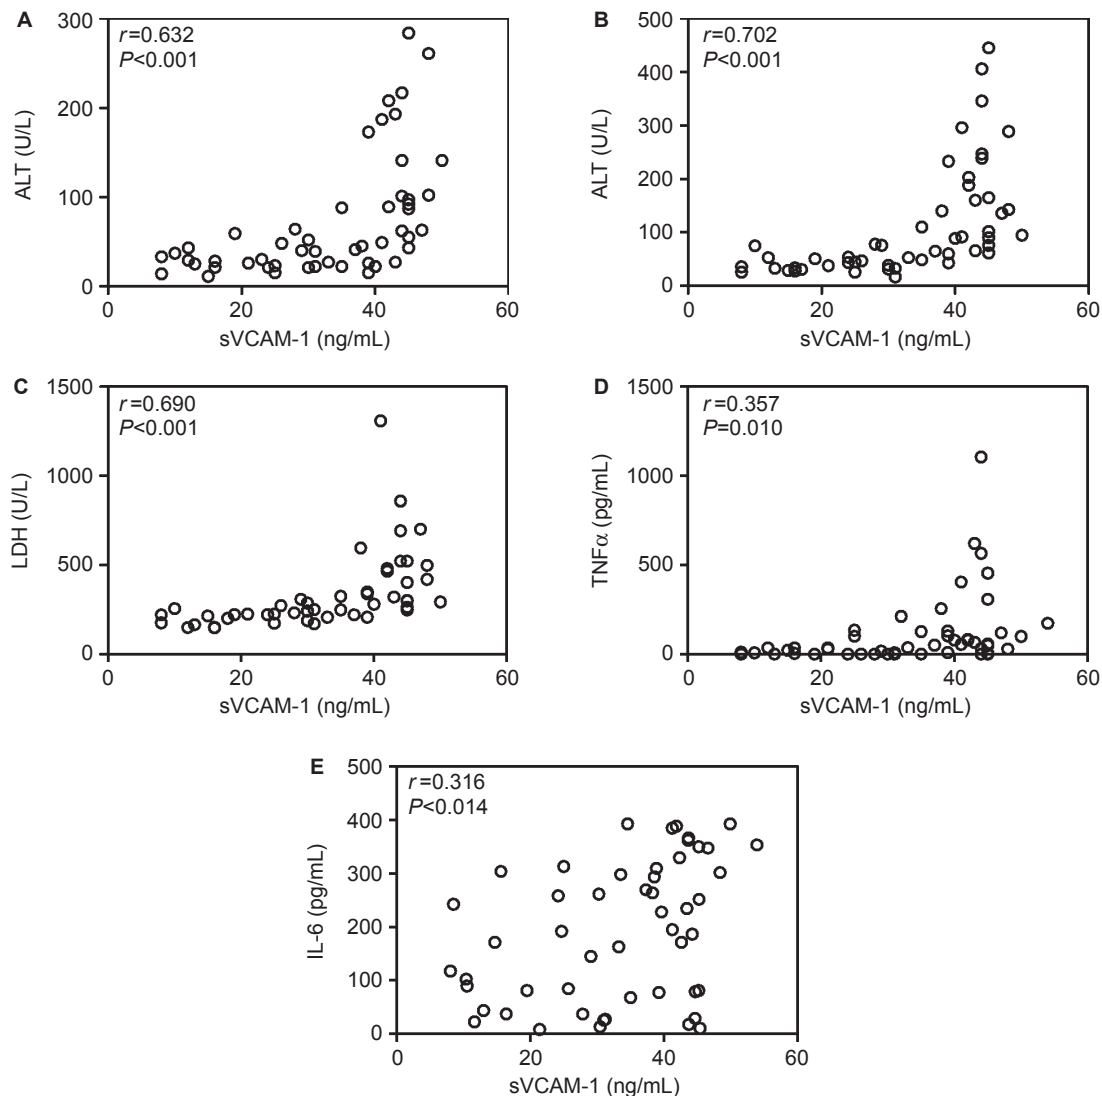 A
r=0.632
P<0.001
300
200
100
0
ALT (U/L)
0 20 40 60
sVCAM-1 (ng/mL)
B
r=0.702
P<0.001
500
400
300
200
100
0
ALT (U/L)
0 20 40 60
sVCAM-1 (ng/mL)
C
r=0.690
P<0.001
1500
1000
500
0
LDH (U/L)
0 20 40 60
sVCAM-1 (ng/mL)
D
r=0.357
P=0.010
1500
1000
500
0
TNFα (pg/mL)
0 20 40 60
sVCAM-1 (ng/mL)
E
r=0.316
P<0.014
500
400
300
200
100
0
IL-6 (pg/mL)
0 20 40 60
sVCAM-1 (ng/mL)